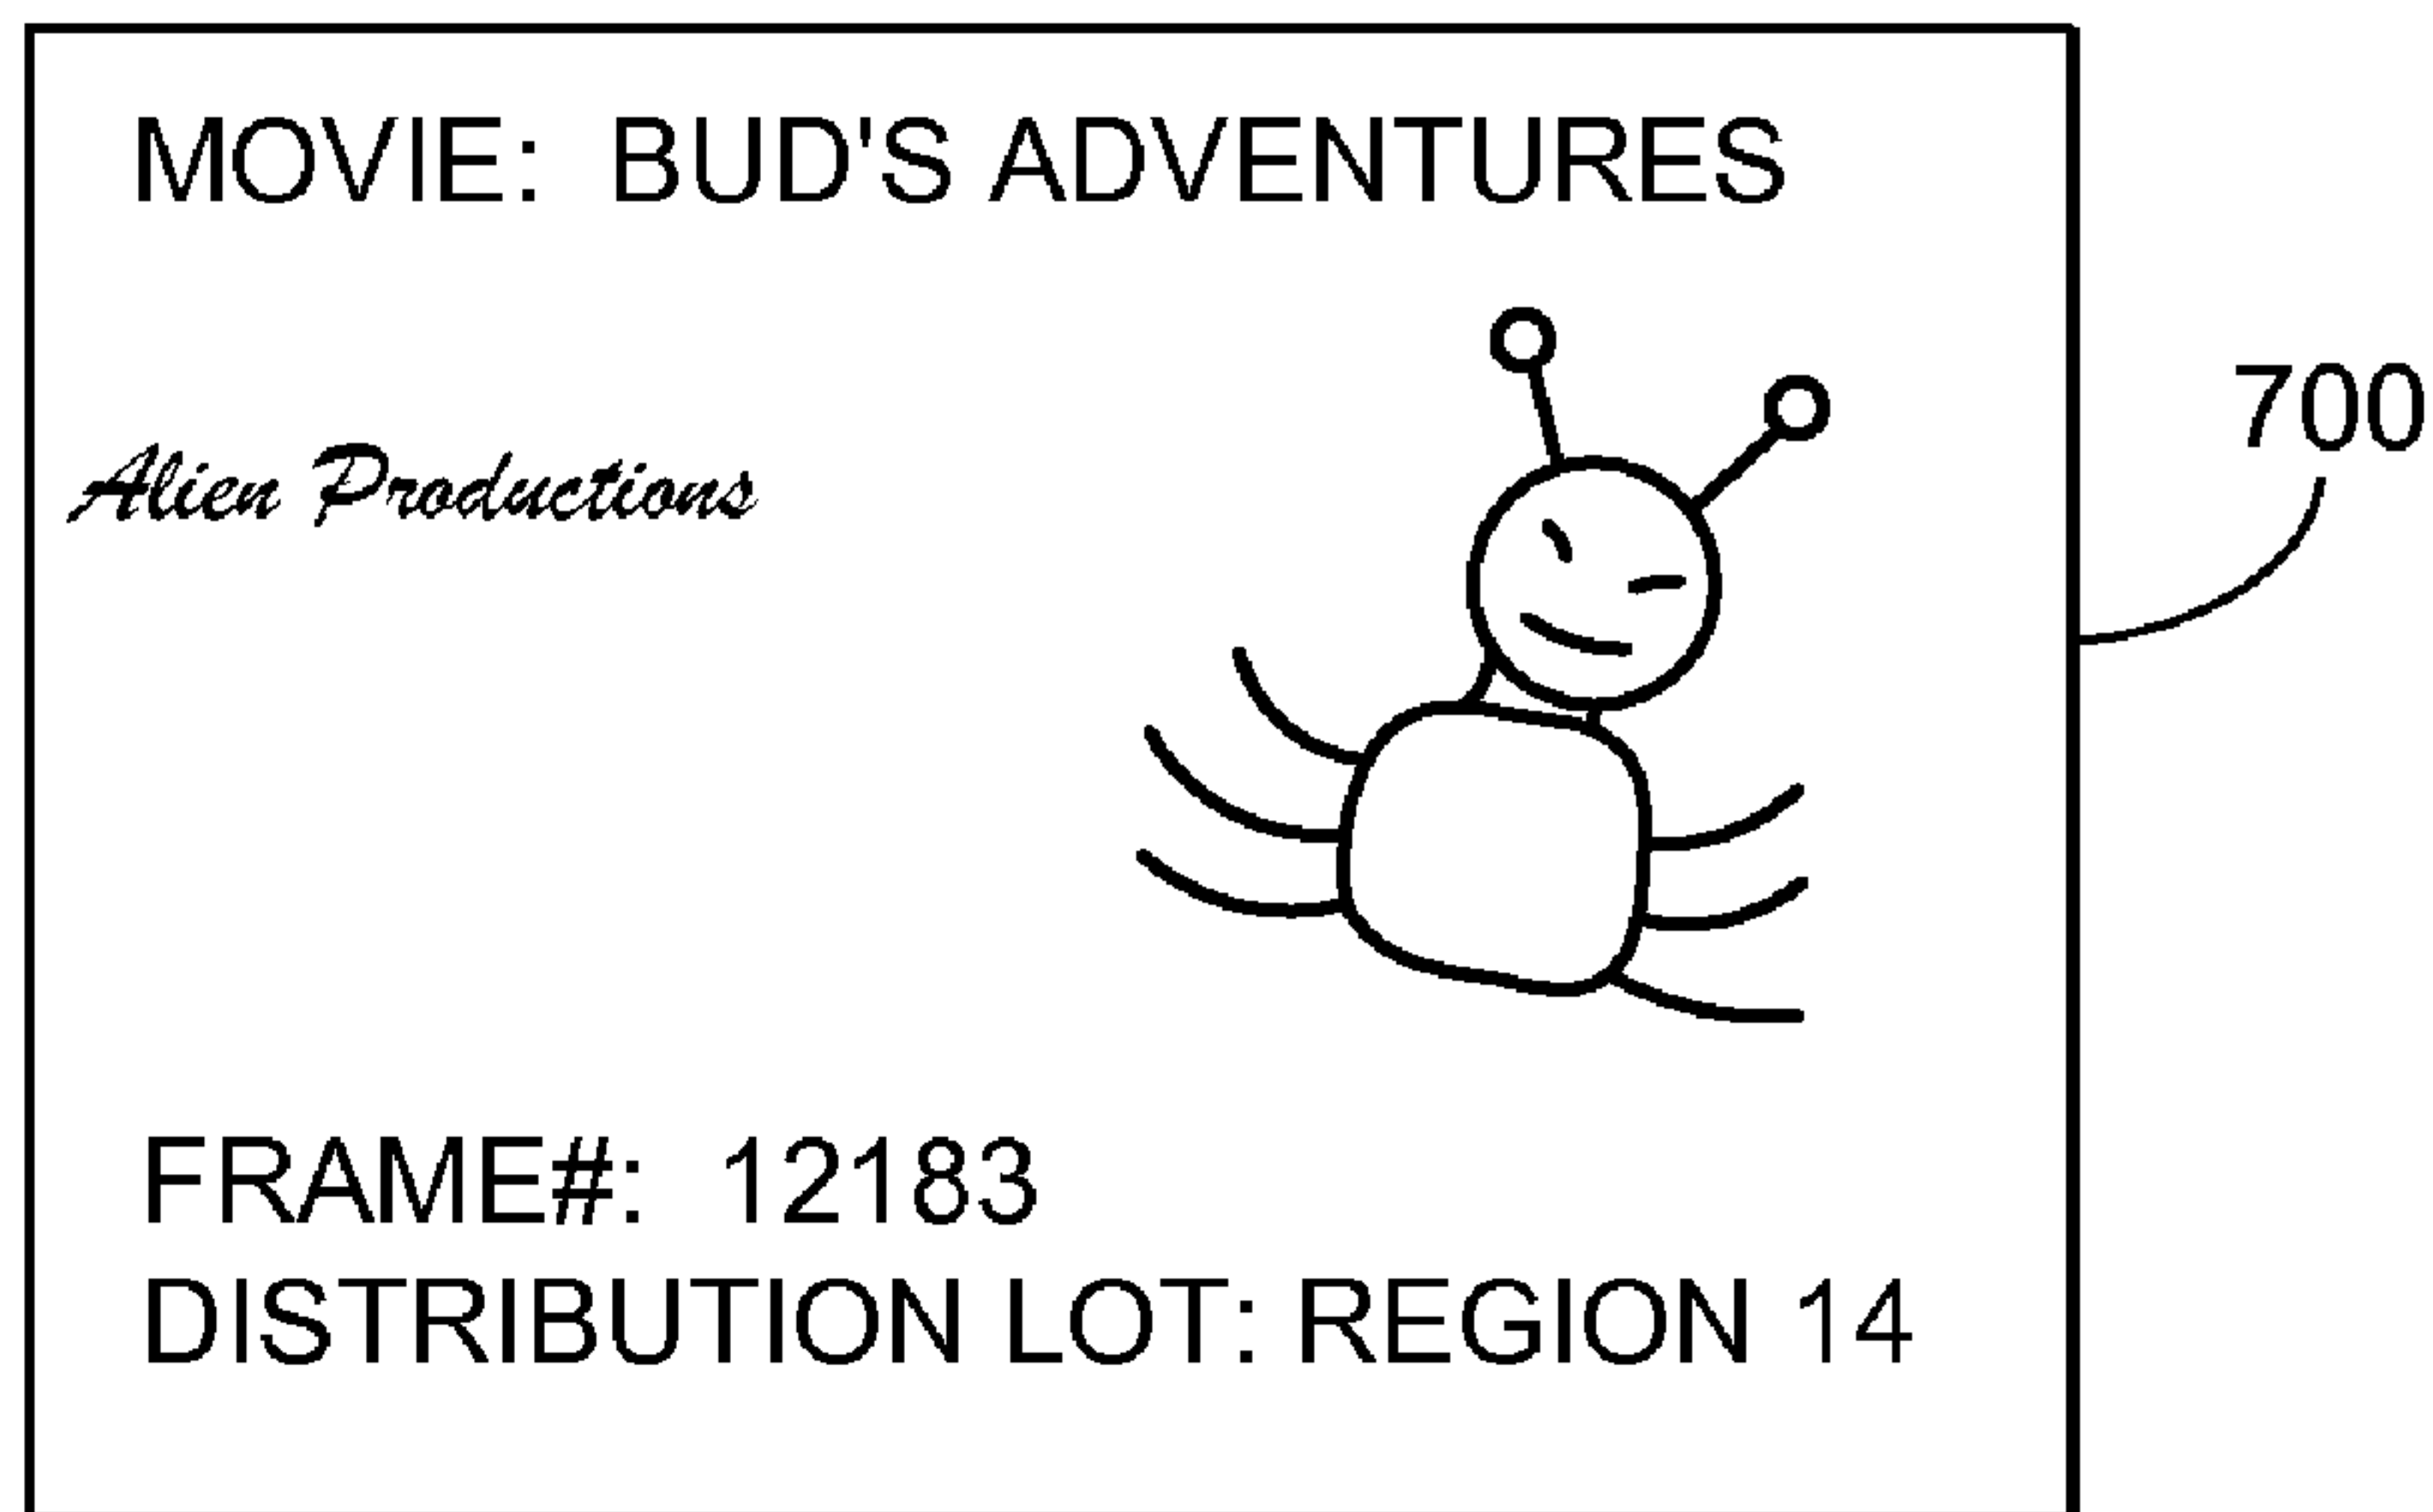 MOVIE: BUD'S ADVENTURES
700
Alien Productions
FRAME#: 12183
DISTRIBUTION LOT: REGION 14